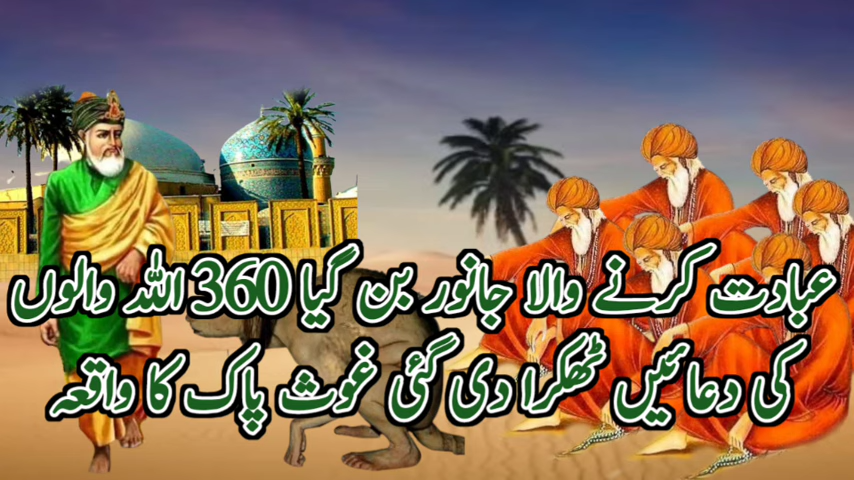 عبادت کرنے والا جانور بن گیا 360 اللہ والوں
کی دعائیں ٹھکرا دی گئی غوث پاک کا واقعہ